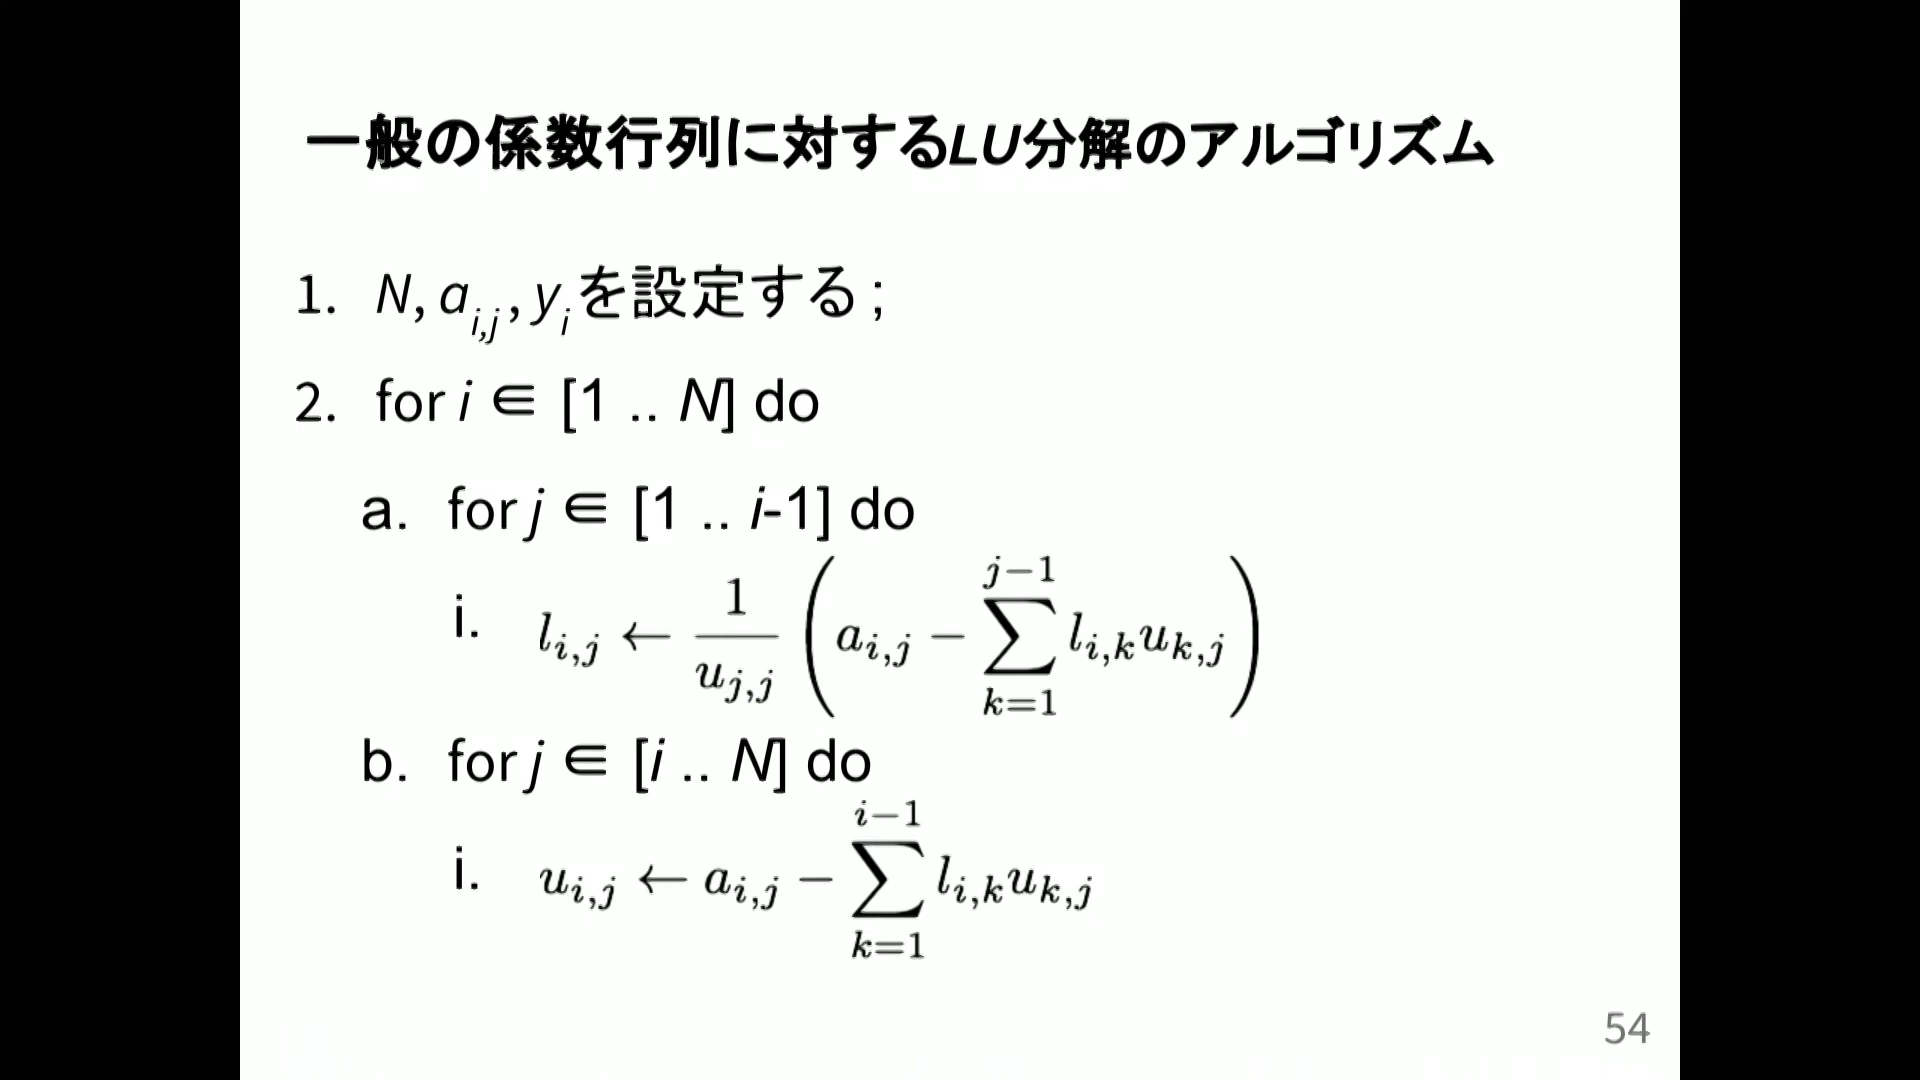 一般の係数行列に対するLU分解のアルゴリズム
1. N, a_{i,j}, y_i を設定する ;
2. for i ∈ [1 .. N] do
a. for j ∈ [1 .. i-1] do
i. l_{i,j} ← \frac{1}{u_{j,j}} \left( a_{i,j} − \sum_{k=1}^{j−1} l_{i,k} u_{k,j} \right)
b. for j ∈ [i .. N] do
i. u_{i,j} ← a_{i,j} − \sum_{k=1}^{i−1} l_{i,k} u_{k,j}
54